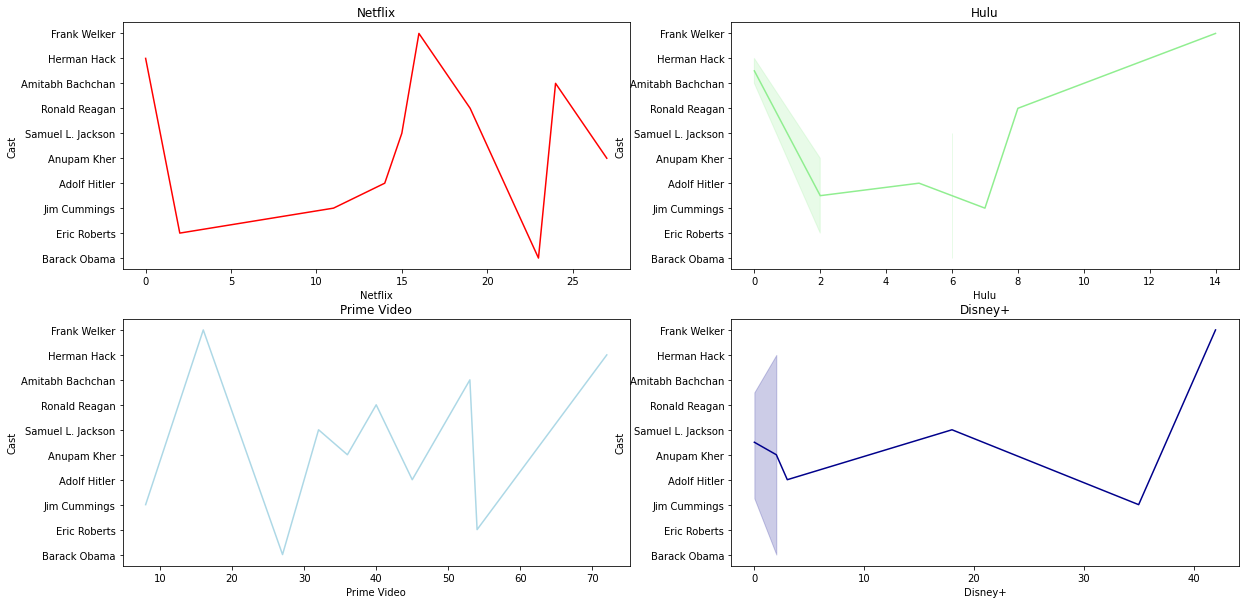 Netflix
Cast
Frank Welker
Herman Hack
Amitabh Bachchan
Ronald Reagan
Samuel L. Jackson
Anupam Kher
Adolf Hitler
Jim Cummings
Eric Roberts
Barack Obama
0 5 10 15 20 25
Netflix
Hulu
Cast
Frank Welker
Herman Hack
Amitabh Bachchan
Ronald Reagan
Samuel L. Jackson
Anupam Kher
Adolf Hitler
Jim Cummings
Eric Roberts
Barack Obama
0 2 4 6 8 10 12 14
Hulu
Prime Video
Cast
Frank Welker
Herman Hack
Amitabh Bachchan
Ronald Reagan
Samuel L. Jackson
Anupam Kher
Adolf Hitler
Jim Cummings
Eric Roberts
Barack Obama
10 20 30 40 50 60 70
Prime Video
Disney+
Cast
Frank Welker
Herman Hack
Amitabh Bachchan
Ronald Reagan
Samuel L. Jackson
Anupam Kher
Adolf Hitler
Jim Cummings
Eric Roberts
Barack Obama
0 10 20 30 40
Disney+